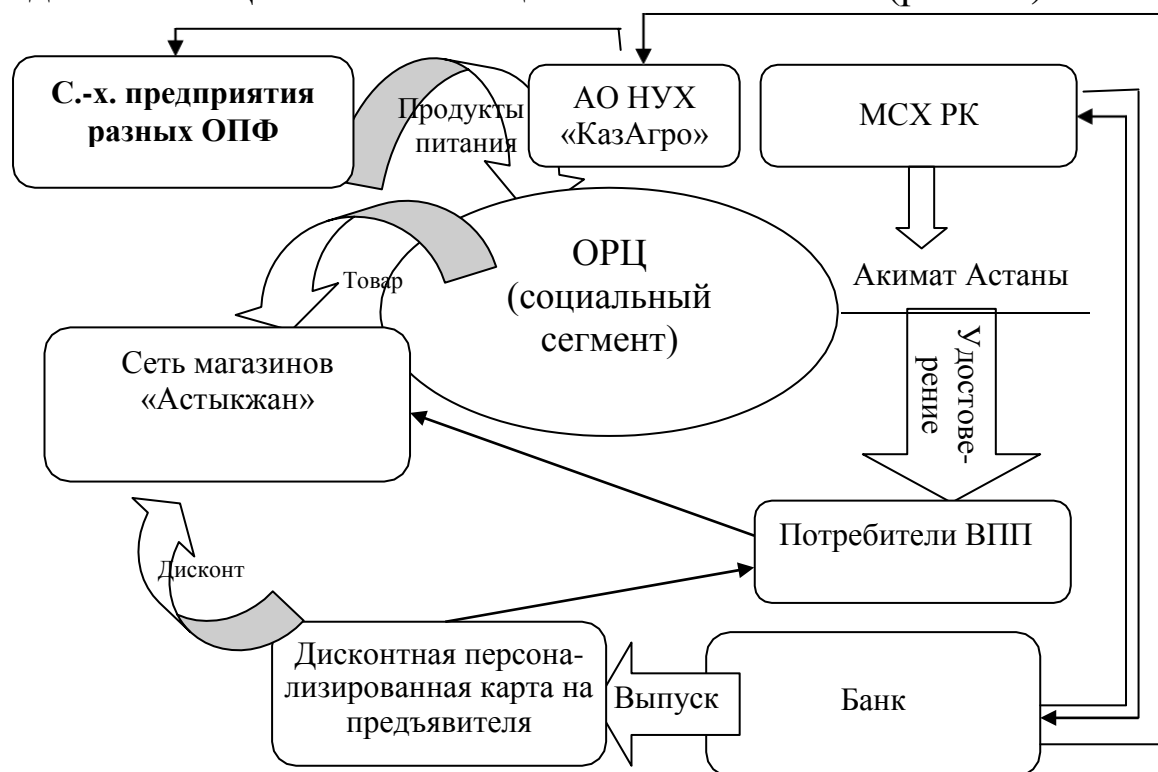 С.-х. предприятия
разных ОПФ
Продукты
питания
АО НУХ
«КазАгро»
МСХ РК
ОРЦ
(социальный
сегмент)
Акимат Астаны
Товар
Сеть магазинов
«Астыкжан»
Удостове-
рение
Потребители ВПП
Дисконт
Дисконтная персона-
лизированная карта на
предъявителя
Выпуск
Банк